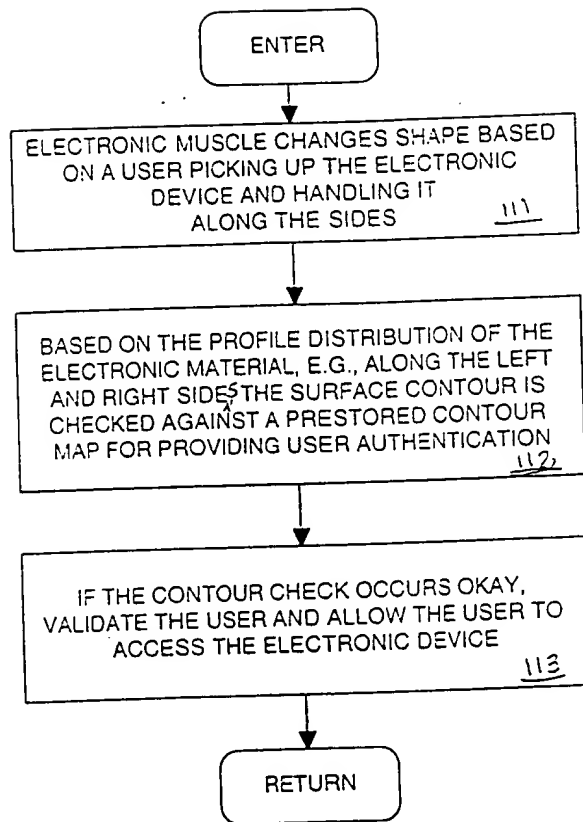 ENTER
ELECTRONIC MUSCLE CHANGES SHAPE BASED
ON A USER PICKING UP THE ELECTRONIC
DEVICE AND HANDLING IT
ALONG THE SIDES
111
BASED ON THE PROFILE DISTRIBUTION OF THE
ELECTRONIC MATERIAL, E.G., ALONG THE LEFT
AND RIGHT SIDES THE SURFACE CONTOUR IS
CHECKED AGAINST A PRESTORED CONTOUR
MAP FOR PROVIDING USER AUTHENTICATION
112
IF THE CONTOUR CHECK OCCURS OKAY,
VALIDATE THE USER AND ALLOW THE USER TO
ACCESS THE ELECTRONIC DEVICE
113
RETURN